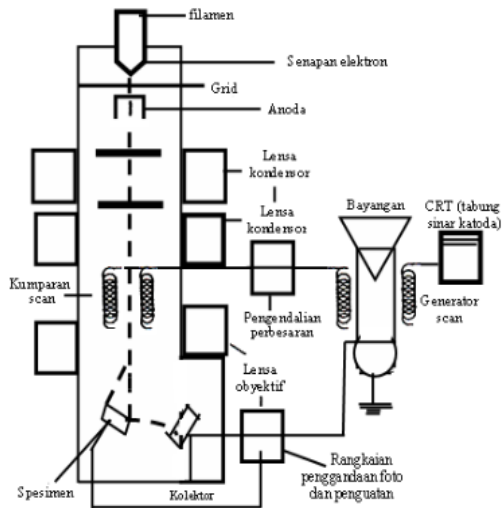 filamen
Senapan elektron
Grid
Anoda
Lensa
kondensor
Lensa
kondensor
Bayangan
CRT (tabung
sinar katoda)
Kumparan
scan
Pengendalian
perbesaran
Generator
scan
Lensa
obyektif
Spesimen
Kolektor
Rangkaian
penggandaan foto
dan penguatan